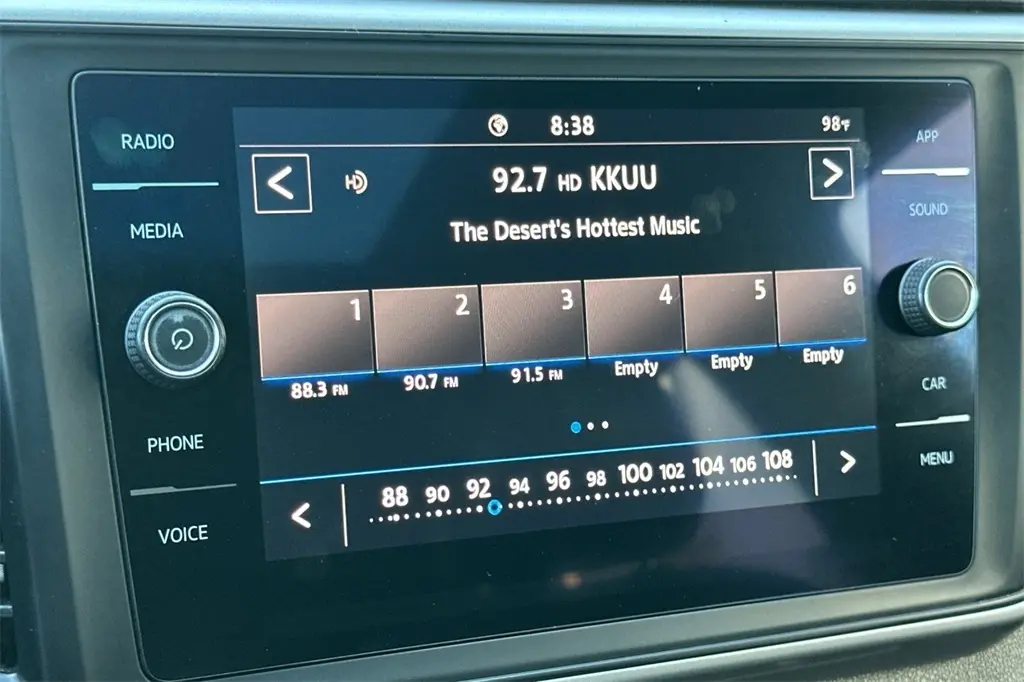 RADIO
MEDIA
PHONE
VOICE
8:38
98°F
HD
92.7 HD KKUU
The Desert's Hottest Music
1 2 3 4 5 6
88.3 FM 90.7 FM 91.5 FM Empty Empty Empty
88 90 92 94 96 98 100 102 104 106 108
APP
SOUND
CAR
MENU